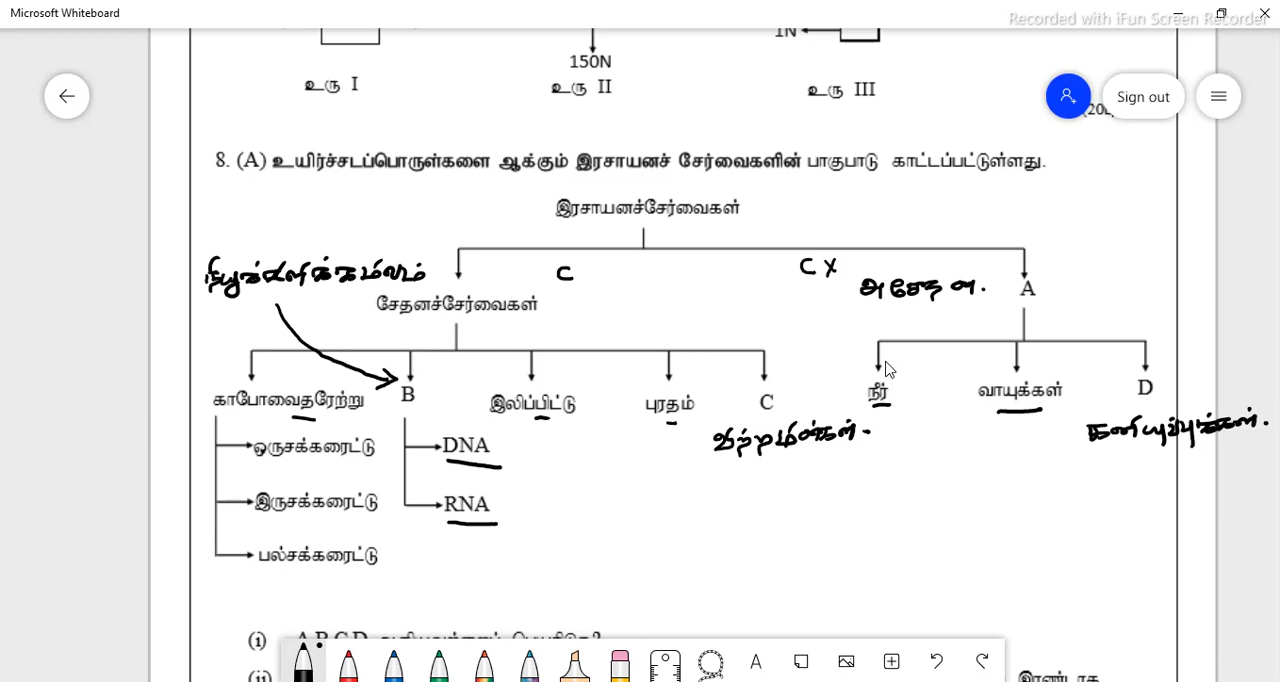 Microsoft Whiteboard
Recorded with iFun Screen Recorder
1N
150N
உரு I
உரு II
உரு III
Sign out
8. (A) உயிர்ச்சடப்பொருள்களை ஆக்கும் இரசாயனச் சேர்வைகளின் பாகுபாடு காட்டப்பட்டுள்ளது.
இரசாயனச்சேர்வைகள்
C
C X
அசேதன.
A
சேதனச்சேர்வைகள்
காபோவைதரேற்று
B
இலிப்பிட்டு
புரதம்
C
நீர்
வாயுக்கள்
D
விற்றமின்கள்.
கனியுப்புக்கள்.
ஒருசக்கரைட்டு
DNA
இருசக்கரைட்டு
RNA
பல்சக்கரைட்டு
(i)
(ii)